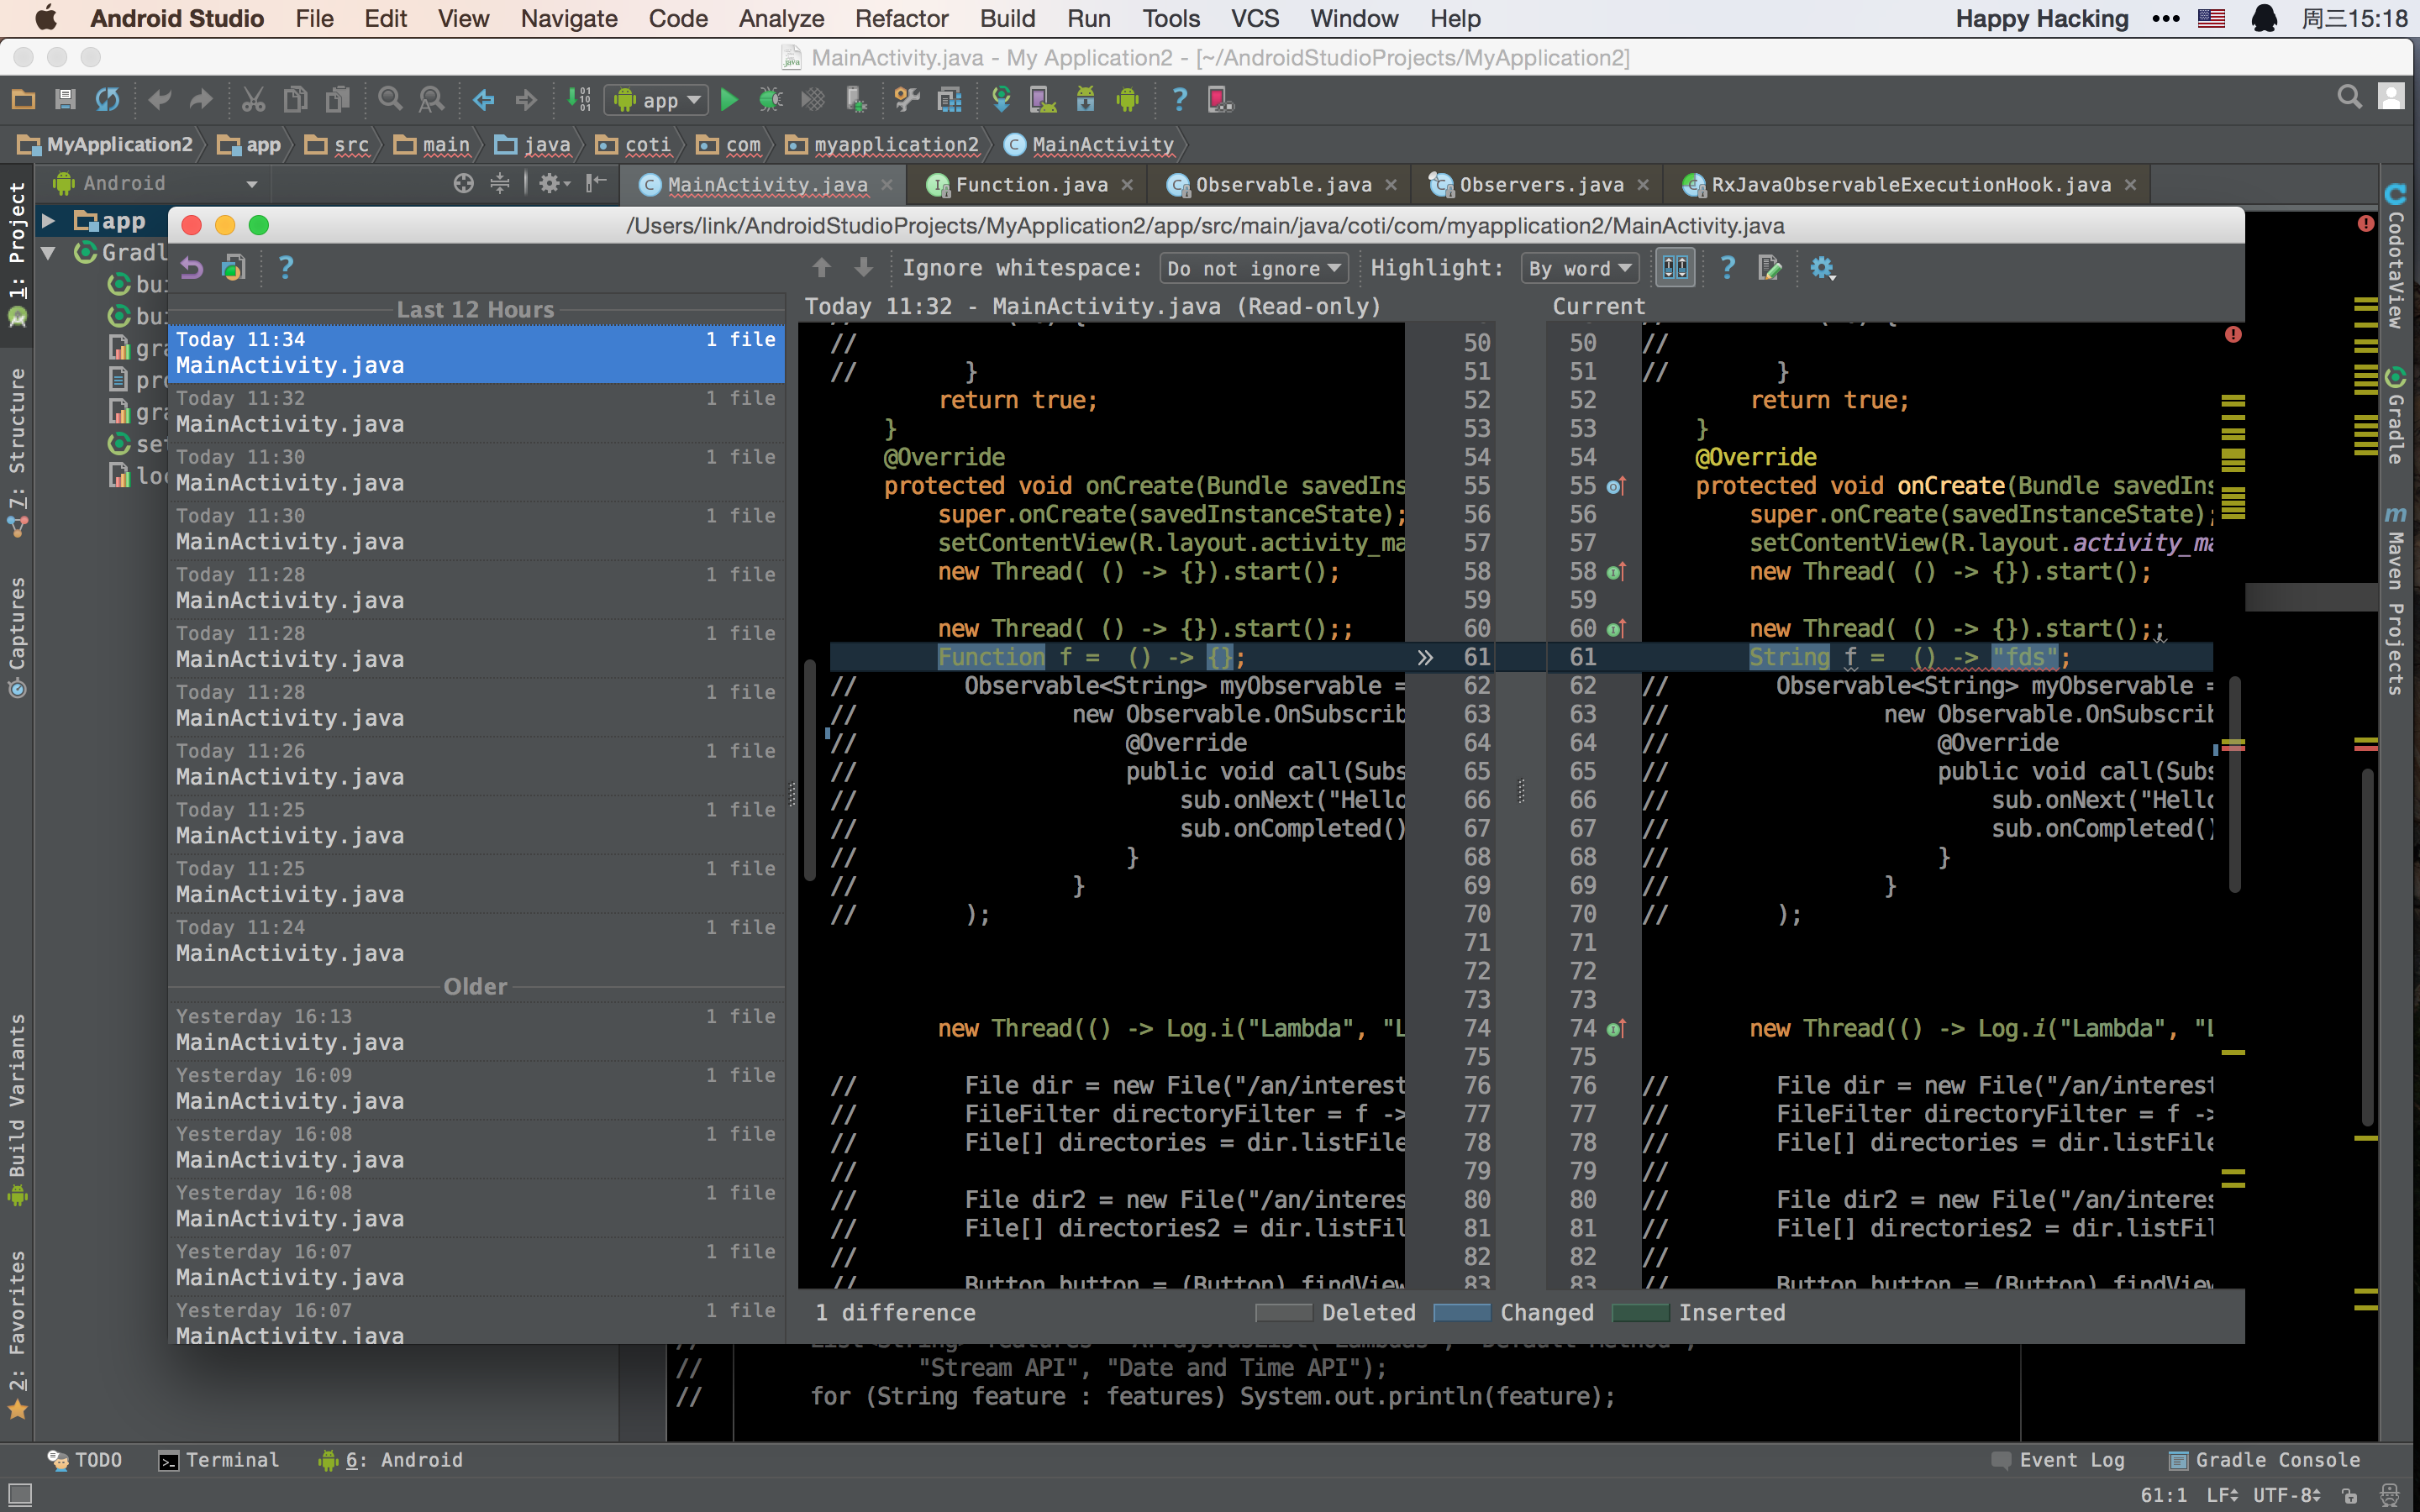 Android Studio File Edit View Navigate Code Analyze Refactor Build Run Tools VCS Window Help Happy Hacking ••• 周三15:18
MainActivity.java - My Application2 - [~/AndroidStudioProjects/MyApplication2]
app
MyApplication2 app src main java coti com myapplication2 MainActivity
Android
MainActivity.java Function.java Observable.java Observers.java RxJavaObservableExecutionHook.java
1: Project
7: Structure
Captures
Build Variants
2: Favorites
app
Gradl
bui
bui
gra
pro
gra
set
loc
/Users/link/AndroidStudioProjects/MyApplication2/app/src/main/java/coti/com/myapplication2/MainActivity.java
Ignore whitespace: Do not ignore Highlight: By word
Last 12 Hours
Today 11:34 1 file
MainActivity.java
Today 11:32 1 file
MainActivity.java
Today 11:30 1 file
MainActivity.java
Today 11:30 1 file
MainActivity.java
Today 11:28 1 file
MainActivity.java
Today 11:28 1 file
MainActivity.java
Today 11:28 1 file
MainActivity.java
Today 11:26 1 file
MainActivity.java
Today 11:25 1 file
MainActivity.java
Today 11:25 1 file
MainActivity.java
Today 11:24 1 file
MainActivity.java
Older
Yesterday 16:13 1 file
MainActivity.java
Yesterday 16:09 1 file
MainActivity.java
Yesterday 16:08 1 file
MainActivity.java
Yesterday 16:08 1 file
MainActivity.java
Yesterday 16:07 1 file
MainActivity.java
Yesterday 16:07 1 file
MainActivity.java
Today 11:32 - MainActivity.java (Read-only)
// 50
// } 51
return true; 52
} 53
@Override 54
protected void onCreate(Bundle savedIns 55
super.onCreate(savedInstanceState); 56
setContentView(R.layout.activity_ma 57
new Thread( () -> {}).start(); 58
59
new Thread( () -> {}).start();; 60
Function f = () -> {}; » 61
// Observable<String> myObservable = 62
// new Observable.OnSubscrib 63
// @Override 64
// public void call(Subs 65
// sub.onNext("Hello 66
// sub.onCompleted() 67
// } 68
// } 69
// ); 70
71
72
73
new Thread(() -> Log.i("Lambda", "L 74
75
// File dir = new File("/an/interest 76
// FileFilter directoryFilter = f -> 77
// File[] directories = dir.listFile 78
// 79
// File dir2 = new File("/an/interes 80
// File[] directories2 = dir.listFil 81
// 82
// Button button = (Button) findView 83
Current
50 //
51 // }
52 return true;
53 }
54 @Override
55 protected void onCreate(Bundle savedIns
56 super.onCreate(savedInstanceState);
57 setContentView(R.layout.activity_ma
58 new Thread( () -> {}).start();
59
60 new Thread( () -> {}).start();;
61 String f = () -> "fds";
62 // Observable<String> myObservable =
63 // new Observable.OnSubscrib
64 // @Override
65 // public void call(Subs
66 // sub.onNext("Hello
67 // sub.onCompleted()
68 // }
69 // }
70 // );
71
72
73
74 new Thread(() -> Log.i("Lambda", "L
75
76 // File dir = new File("/an/interest
77 // FileFilter directoryFilter = f ->
78 // File[] directories = dir.listFile
79 //
80 // File dir2 = new File("/an/interes
81 // File[] directories2 = dir.listFil
82 //
83 // Button button = (Button) findView
1 difference Deleted Changed Inserted
// "Stream API", "Date and Time API");
// for (String feature : features) System.out.println(feature);
CodotaView
Gradle
Maven Projects
TODO Terminal 6: Android Event Log Gradle Console
61:1 LF UTF-8